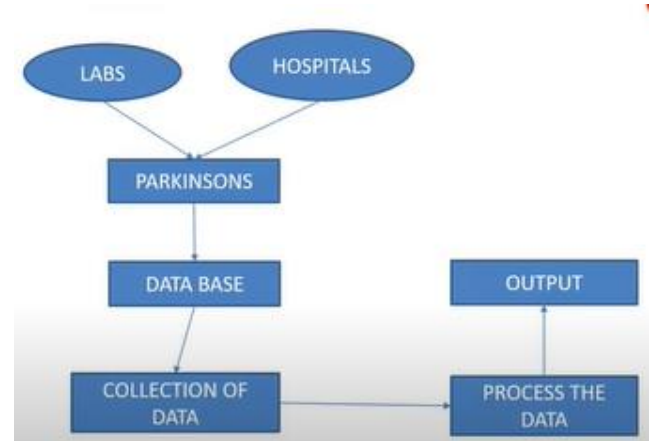 LABS
HOSPITALS
PARKINSONS
DATA BASE
OUTPUT
COLLECTION OF
DATA
PROCESS THE
DATA